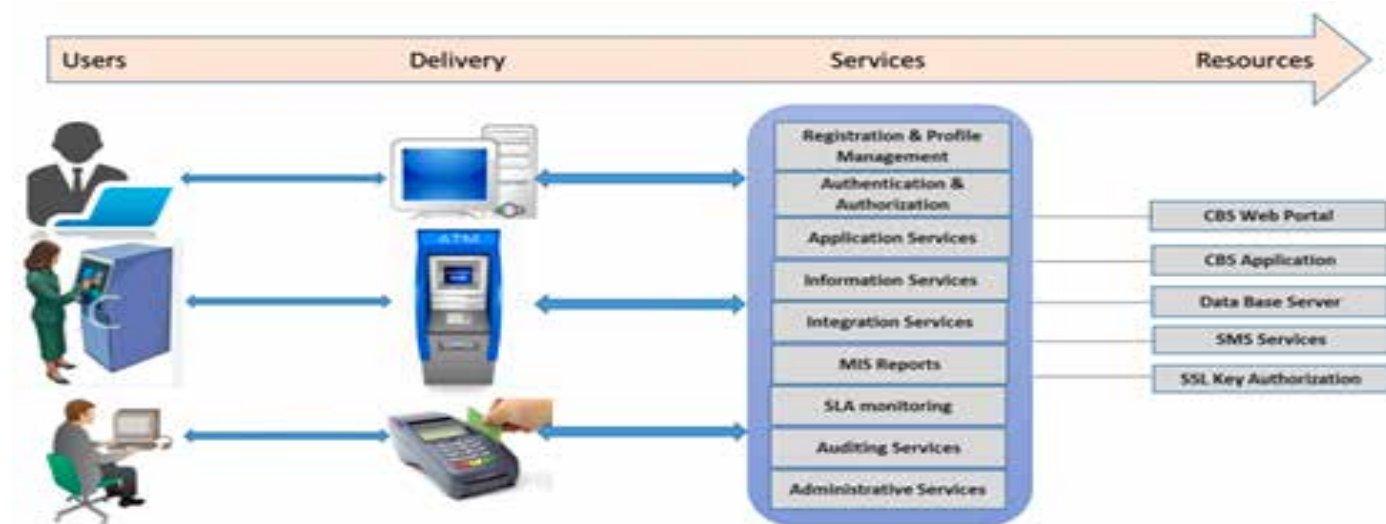 Users Delivery Services Resources
ATM
Registration & Profile
Management
Authentication &
Authorization
Application Services
Information Services
Integration Services
MIS Reports
SLA monitoring
Auditing Services
Administrative Services
CBS Web Portal
CBS Application
Data Base Server
SMS Services
SSL Key Authorization